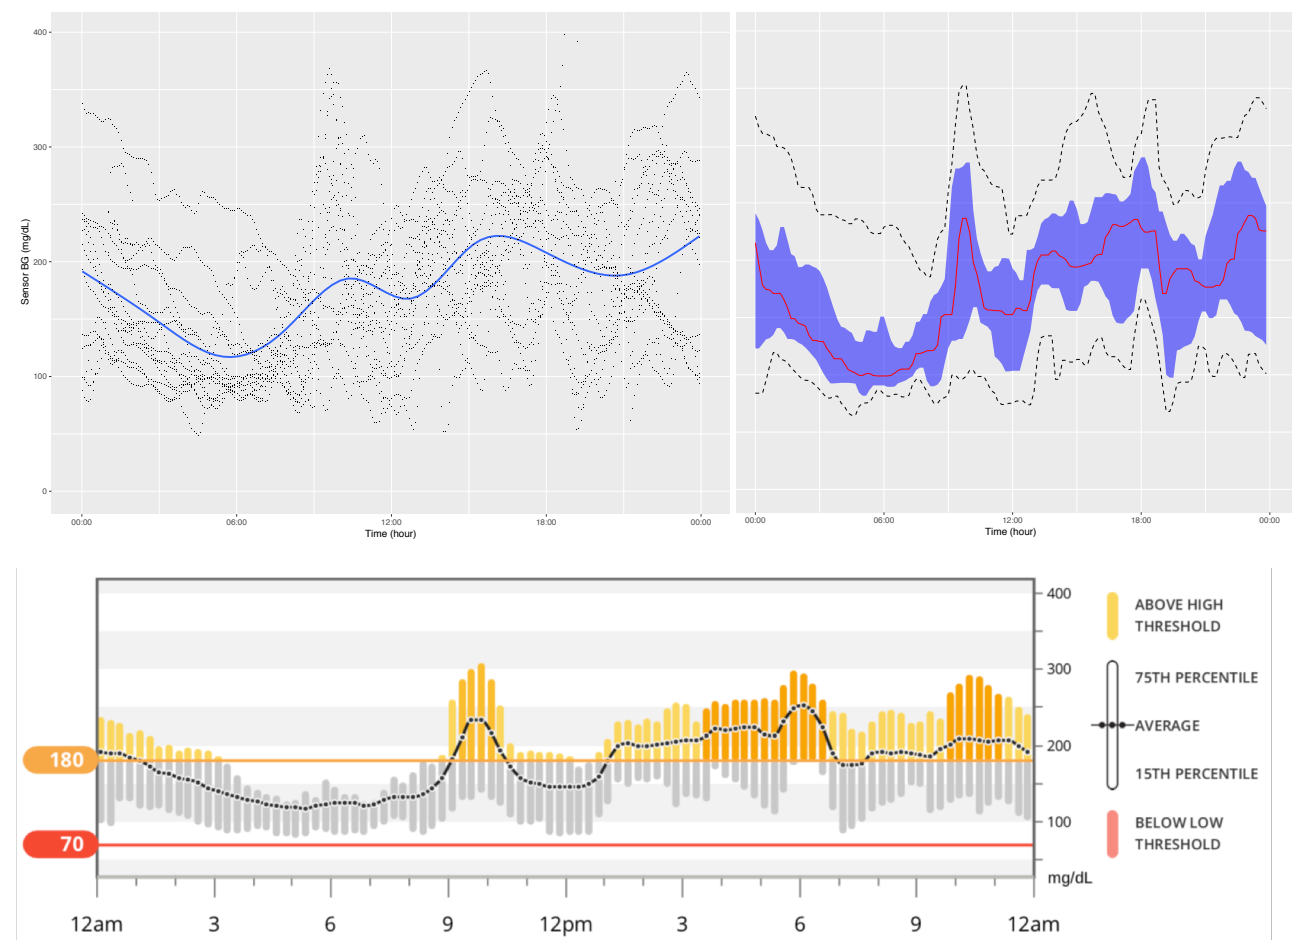 400
300
200
100
0
Sensor BG (mg/dL)
00:00 06:00 12:00 18:00 00:00
Time (hour)
00:00 06:00 12:00 18:00 00:00
Time (hour)
180
70
400
300
200
100
mg/dL
12am 3 6 9 12pm 3 6 9 12am
ABOVE HIGH
THRESHOLD
75TH PERCENTILE
AVERAGE
15TH PERCENTILE
BELOW LOW
THRESHOLD